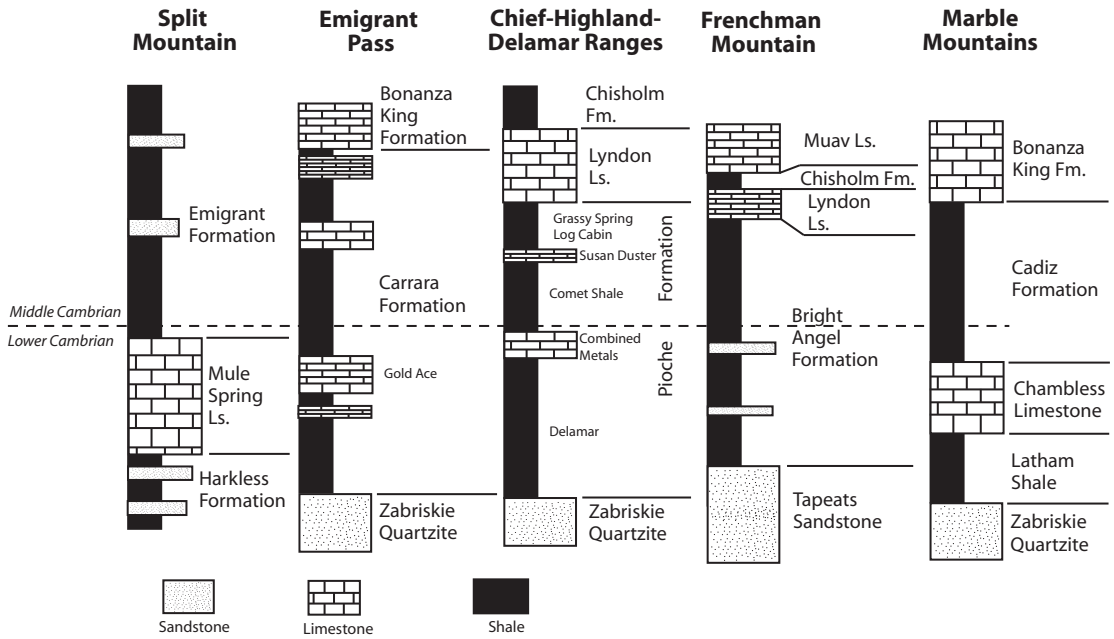 Split
Mountain
Emigrant
Pass
Chief-Highland-
Delamar Ranges
Frenchman
Mountain
Marble
Mountains
Emigrant
Formation
Middle Cambrian
Lower Cambrian
Mule
Spring
Ls.
Harkless
Formation
Bonanza
King
Formation
Carrara
Formation
Gold Ace
Zabriskie
Quartzite
Chisholm
Fm.
Lyndon
Ls.
Grassy Spring
Log Cabin
Susan Duster
Comet Shale
Combined
Metals
Delamar
Pioche Formation
Zabriskie
Quartzite
Muav Ls.
Chisholm Fm.
Lyndon
Ls.
Bright
Angel
Formation
Tapeats
Sandstone
Bonanza
King Fm.
Cadiz
Formation
Chambless
Limestone
Latham
Shale
Zabriskie
Quartzite
Sandstone
Limestone
Shale